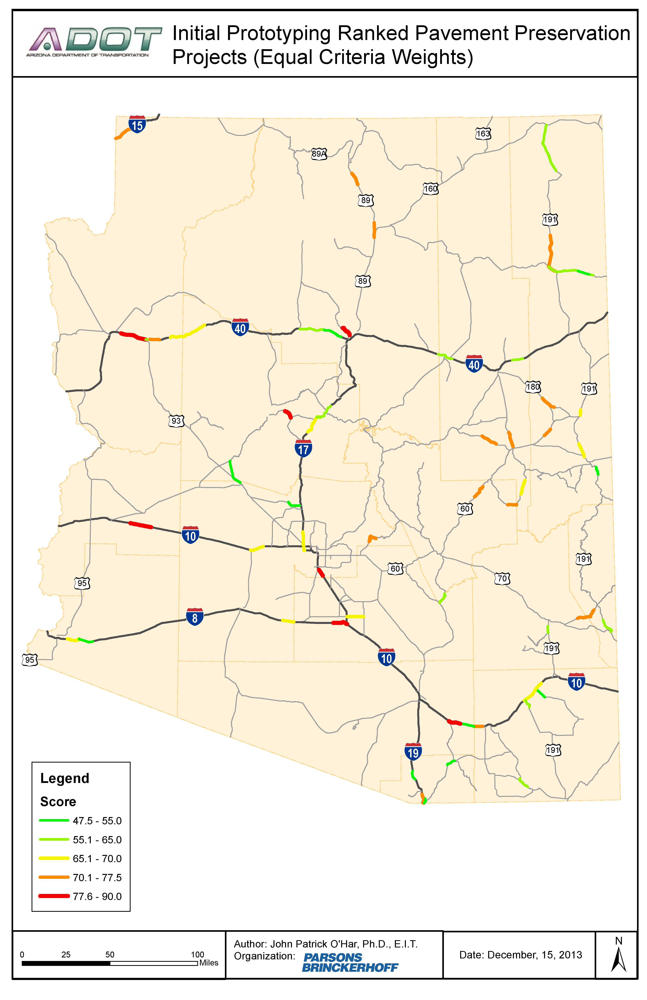 ADOT
ARIZONA DEPARTMENT OF TRANSPORTATION
Initial Prototyping Ranked Pavement Preservation
Projects (Equal Criteria Weights)
15
163
89A
160
89
191
89
40
40
180
191
93
17
60
10
191
60
70
95
8
191
95
10
10
19
191
Legend
Score
47.5 - 55.0
55.1 - 65.0
65.1 - 70.0
70.1 - 77.5
77.6 - 90.0
0 25 50 100
Miles
Author: John Patrick O'Har, Ph.D., E.I.T.
Organization: PARSONS
BRINCKERHOFF
Date: December, 15, 2013
N